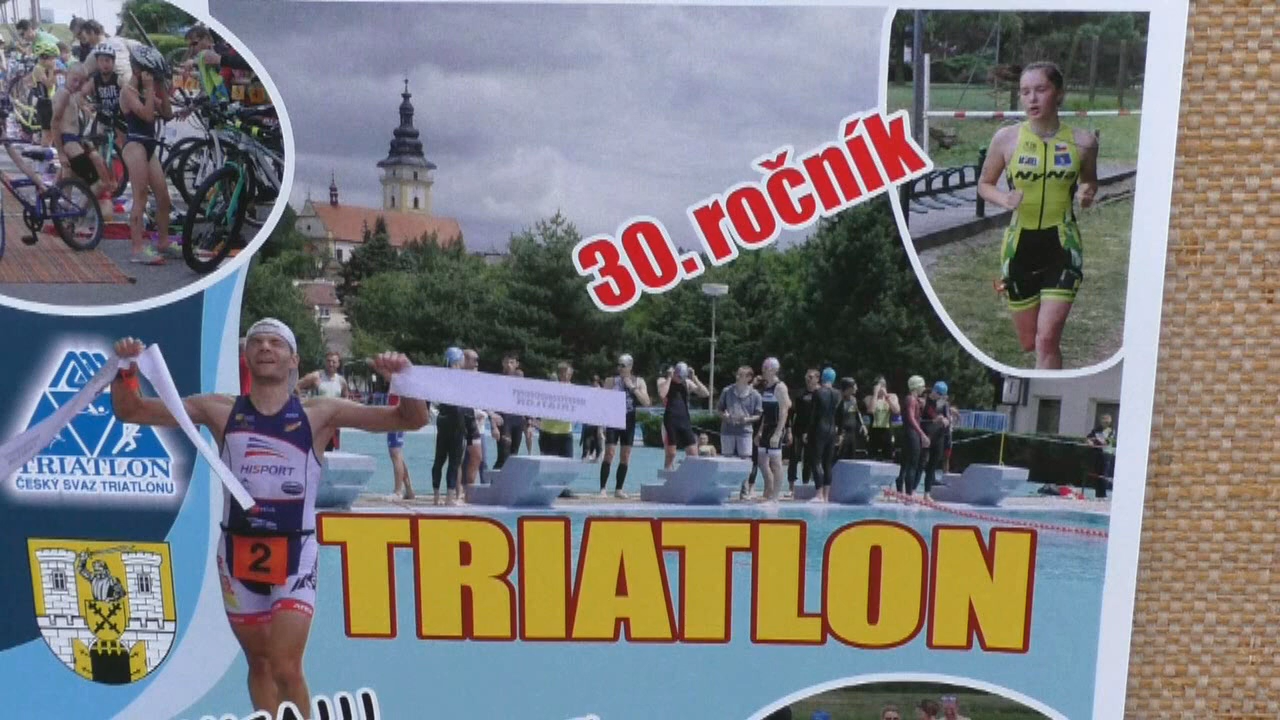 30. ročník
NYNA
TRIATLON
ČESKÝ SVAZ TRIATLONU
HISPORT
2
TRIATLON